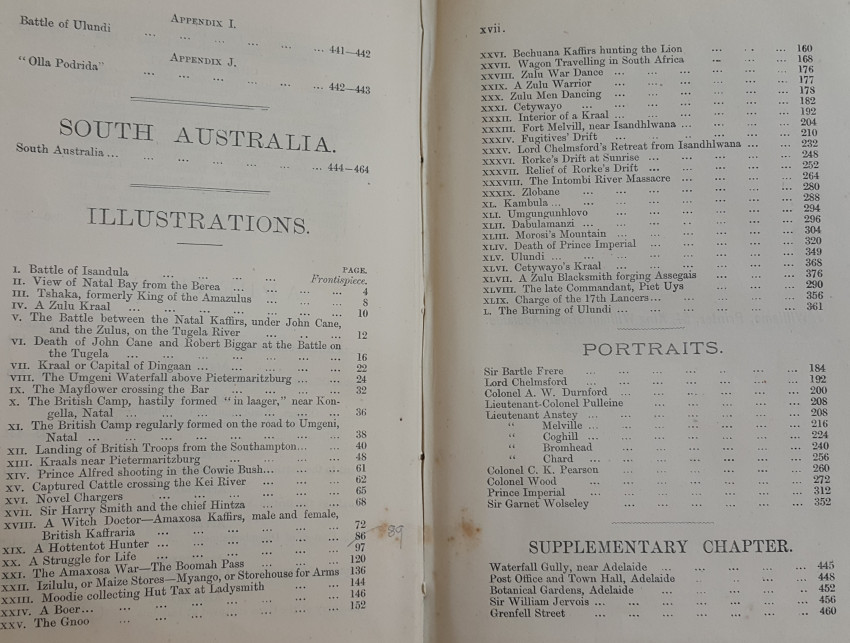 APPENDIX I.
Battle of Ulundi ... ... ... ... ... ... 441—442
APPENDIX J.
“Olla Podrida” ... ... ... ... ... 442—443
SOUTH AUSTRALIA.
South Australia... ... ... ... ... ... ... 444—464
ILLUSTRATIONS.
PAGE.
I. Battle of Isandula ... ... ... ... Frontispiece.
II. View of Natal Bay from the Berea ... ... ... ... 4
III. Tshaka, formerly King of the Amazulus ... ... ... 8
IV. A Zulu Kraal ... ... ... ... ... ... 10
V. The Battle between the Natal Kaffirs, under John Cane,
and the Zulus, on the Tugela River ... ... ... 12
VI. Death of John Cane and Robert Biggar at the Battle on
the Tugela ... ... ... ... ... ... 16
VII. Kraal or Capital of Dingaan ... ... ... ... ... 22
VIII. The Umgeni Waterfall above Pietermaritzburg ... ... 24
IX. The Mayflower crossing the Bar ... ... ... 32
X. The British Camp, hastily formed “in laager,” near Kon-
gella, Natal ... ... ... ... ... 36
XI. The British Camp regularly formed on the road to Umgeni,
Natal ... ... ... ... ... ... 38
XII. Landing of British Troops from the Southampton... ... 40
XIII. Kraals near Pietermaritzburg ... ... ... ... 48
XIV. Prince Alfred shooting in the Cowie Bush... ... ... 61
XV. Captured Cattle crossing the Kei River ... ... ... 62
XVI. Novel Chargers ... ... ... ... ... 65
XVII. Sir Harry Smith and the chief Hintza ... ... ... 68
XVIII. A Witch Doctor—Amaxosa Kaffirs, male and female,
British Kaffraria ... ... ... ... ... 72
XIX. A Hottentot Hunter ... ... ... ... ... 86 89
XX. A Struggle for Life ... ... ... ... ... 97
XXI. The Amaxosa War—The Boomah Pass ... ... ... 120
XXII. Izilulu, or Maize Stores—Myango, or Storehouse for Arms 136
XXIII. Moodie collecting Hut Tax at Ladysmith ... ... 144
XXIV. A Boer... ... ... ... ... ... 146
XXV. The Gnoo ... ... ... ... ... 152
xvii.
XXVI. Bechuana Kaffirs hunting the Lion ... ... ... 160
XXVII. Wagon Travelling in South Africa ... ... ... 168
XXVIII. Zulu War Dance ... ... ... ... ... 176
XXIX. A Zulu Warrior ... ... ... ... ... 177
XXX. Zulu Men Dancing ... ... ... ... ... 178
XXXI. Cetywayo ... ... ... ... ... ... 182
XXXII. Interior of a Kraal ... ... ... ... ... 192
XXXIII. Fort Melvill, near Isandhlwana ... ... ... ... 204
XXXIV. Fugitives' Drift ... ... ... ... ... 210
XXXV. Lord Chelmsford's Retreat from Isandhlwana ... ... ... 232
XXXVI. Rorke's Drift at Sunrise ... ... ... ... ... 248
XXXVII. Relief of Rorke's Drift ... ... ... ... ... 252
XXXVIII. The Intombi River Massacre ... ... ... ... 264
XXXIX. Zlobane ... ... ... ... ... ... 280
XL. Kambula ... ... ... ... ... ... 288
XLI. Umgungunhlovo ... ... ... ... ... 294
XLII. Dabulamanzi ... ... ... ... ... ... 296
XLIII. Morosi's Mountain ... ... ... ... ... 304
XLIV. Death of Prince Imperial ... ... ... ... ... 320
XLV. Ulundi ... ... ... ... ... ... 349
XLVI. Cetywayo's Kraal ... ... ... ... ... 368
XLVII. A Zulu Blacksmith forging Assegais ... ... ... 376
XLVIII. The late Commandant, Piet Uys ... ... ... 290
XLIX. Charge of the 17th Lancers... ... ... ... ... 356
L. The Burning of Ulundi ... ... ... ... ... 361
PORTRAITS.
Sir Bartle Frere ... ... ... ... ... ... 184
Lord Chelmsford ... ... ... ... ... ... 192
Colonel A. W. Durnford ... ... ... ... ... 200
Lieutenant-Colonel Pulleine ... ... ... ... ... 208
Lieutenant Anstey ... ... ... ... ... ... 208
“ Melville ... ... ... ... ... ... 216
“ Coghill ... ... ... ... ... ... 224
“ Bromhead ... ... ... ... ... 240
“ Chard ... ... ... ... ... ... 256
Colonel C. K. Pearson ... ... ... ... ... 260
Colonel Wood ... ... ... ... ... ... 272
Prince Imperial ... ... ... ... ... ... 312
Sir Garnet Wolseley ... ... ... ... ... 352
SUPPLEMENTARY CHAPTER.
Waterfall Gully, near Adelaide ... ... ... ... ... 445
Post Office and Town Hall, Adelaide ... ... ... ... 448
Botanical Gardens, Adelaide ... ... ... ... ... 452
Sir William Jervois ... ... ... ... ... ... 456
Grenfell Street ... ... ... ... ... ... 460